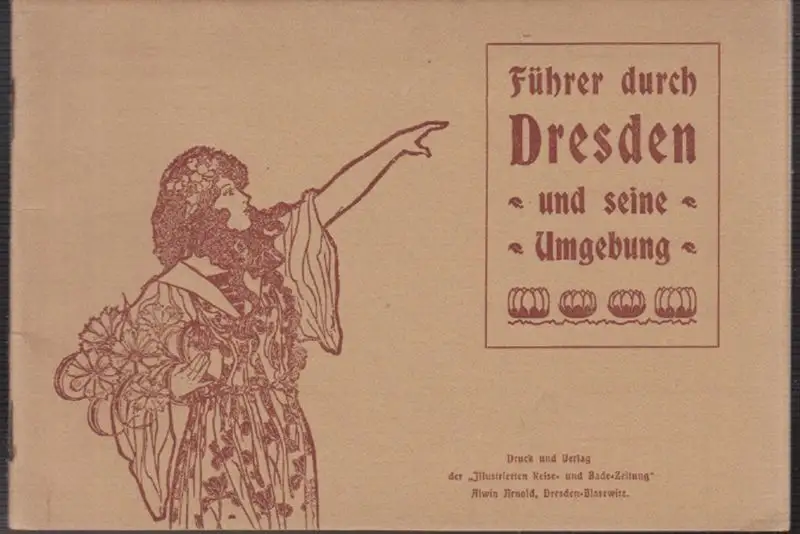 Führer durch
Dresden
und seine
Umgebung
Druck und Verlag
der „Illustrierten Reise- und Bade-Zeitung“
Alwin Arnold, Dresden-Blasewitz.